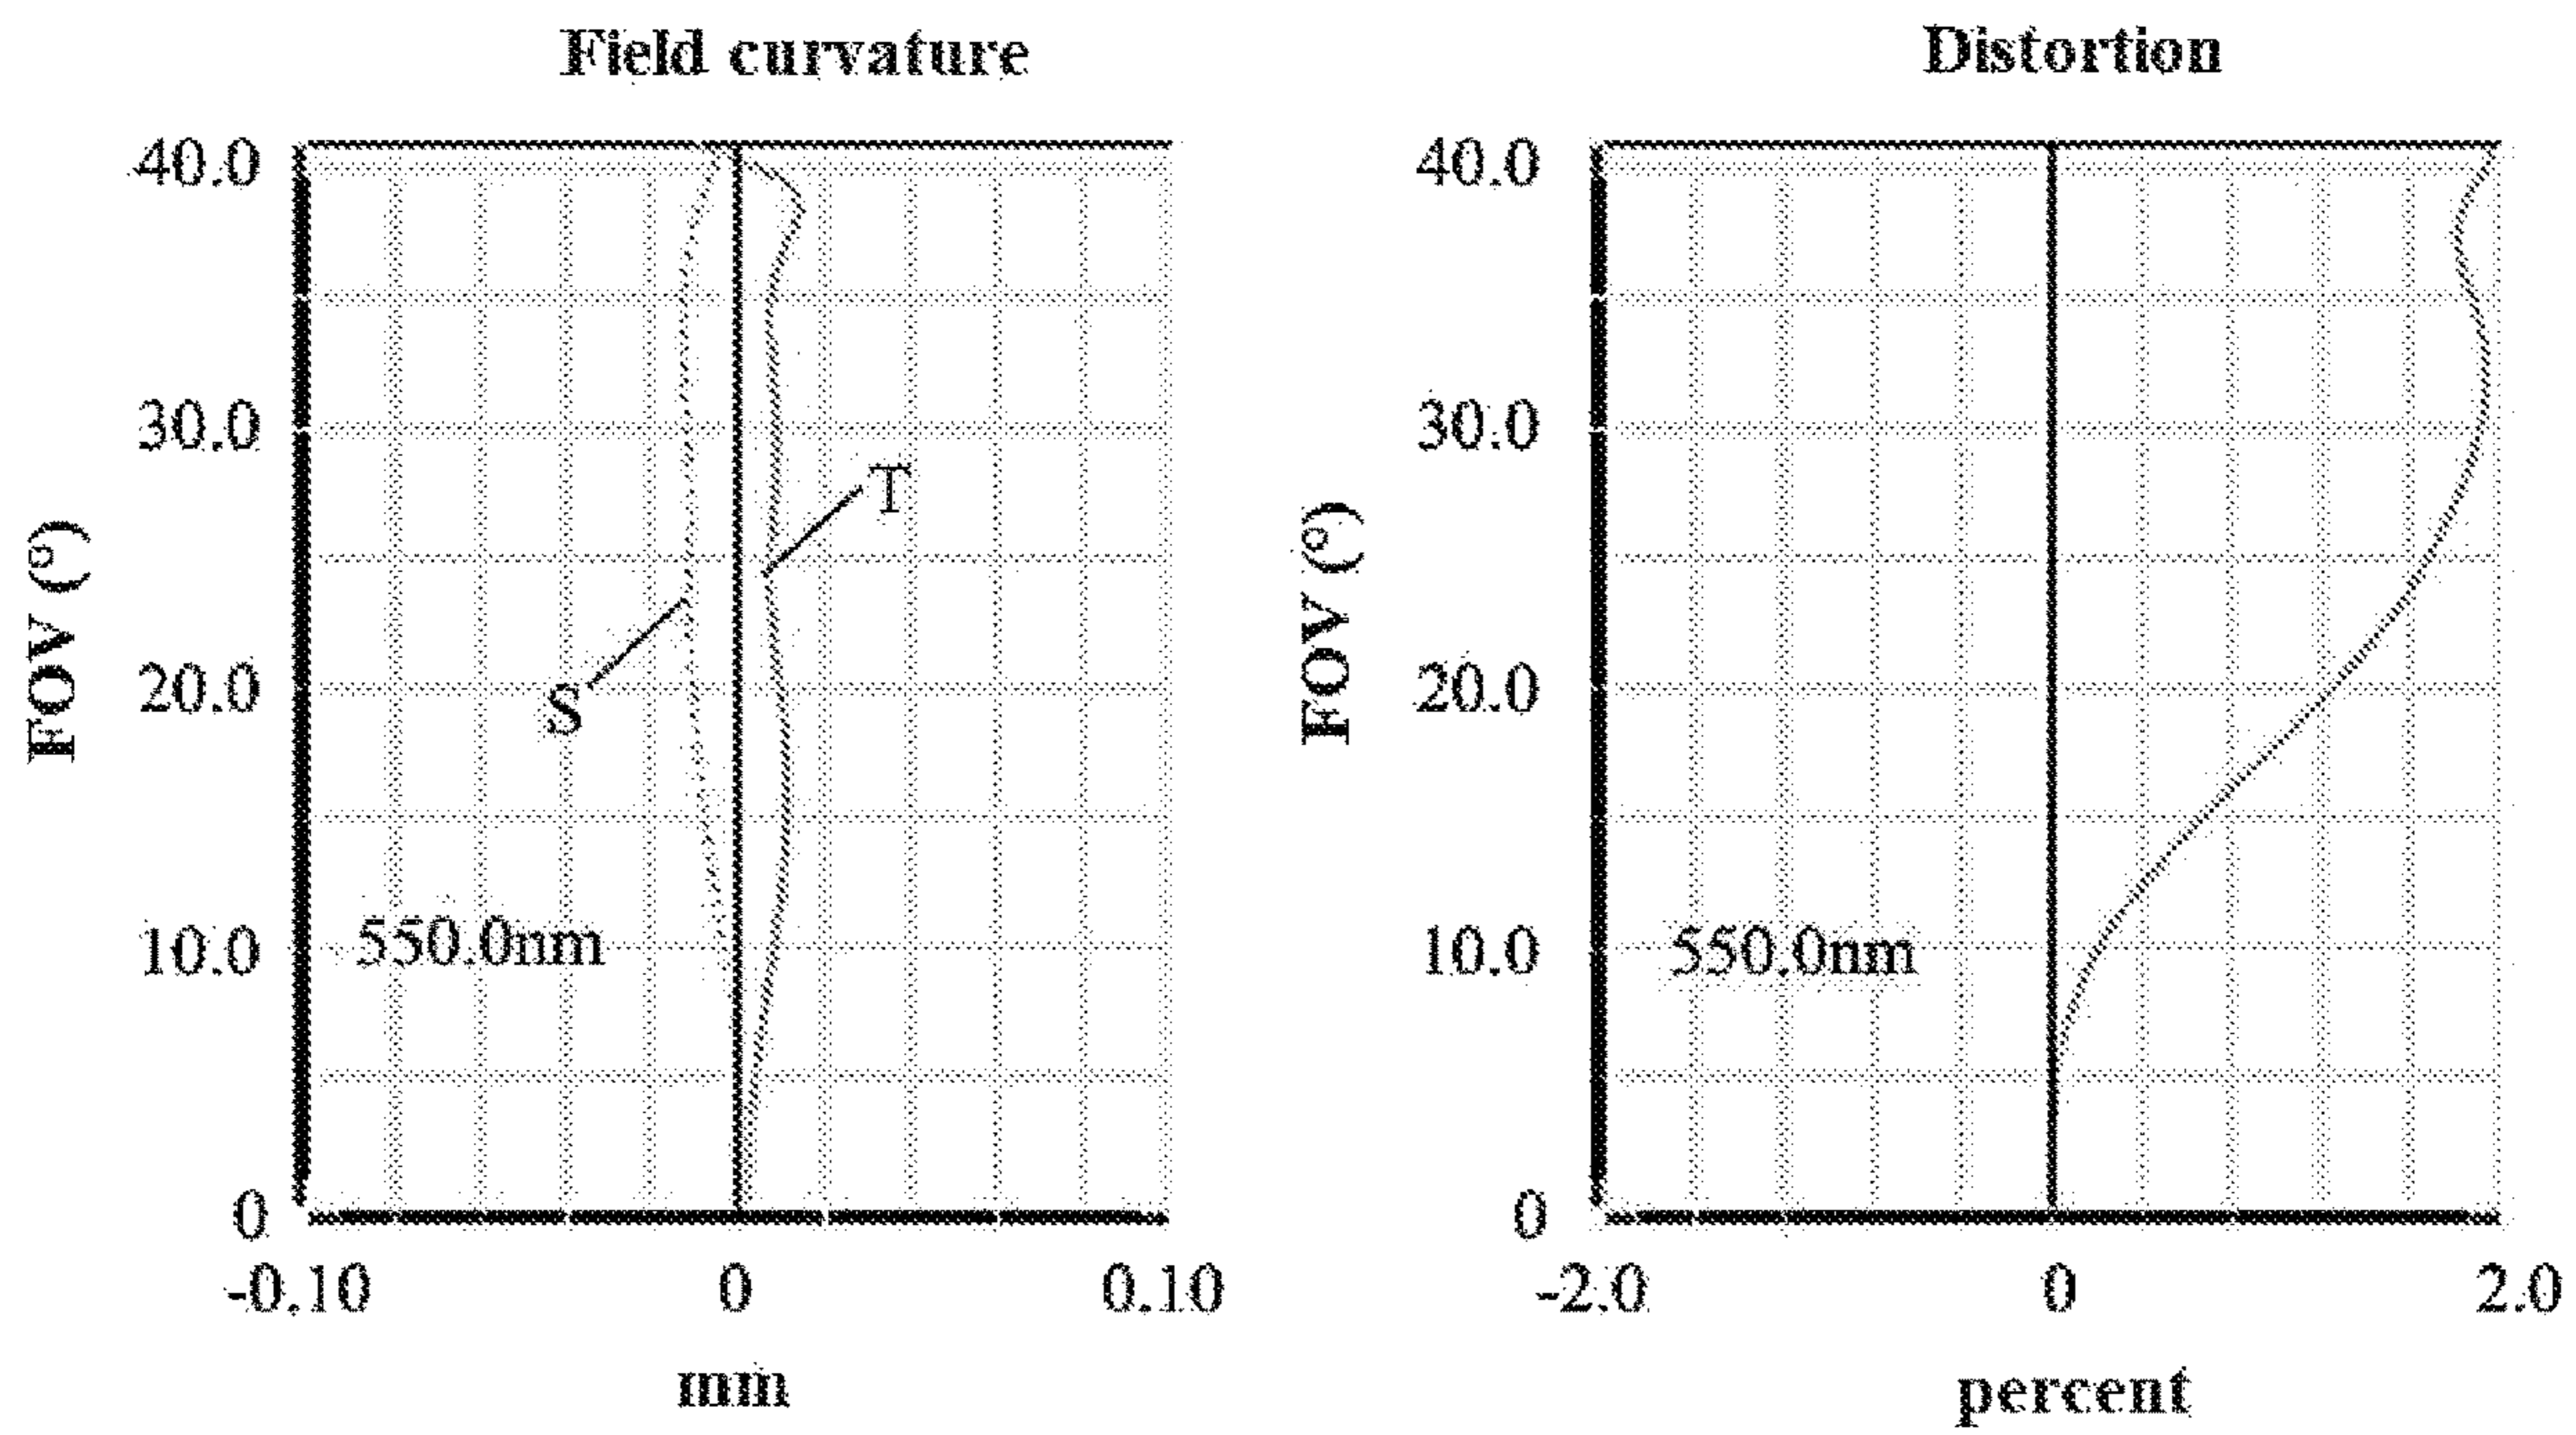 Field curvature
40.0
30.0
20.0
10.0
0
FOV (°)
T
S
550.0nm
-0.10 0 0.10
mm
Distortion
40.0
30.0
20.0
10.0
0
FOV (°)
550.0nm
-2.0 0 2.0
percent